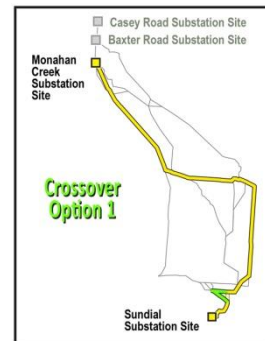 Casey Road Substation Site
Baxter Road Substation Site
Monahan
Creek
Substation
Site
Crossover
Option 1
Sundial
Substation Site